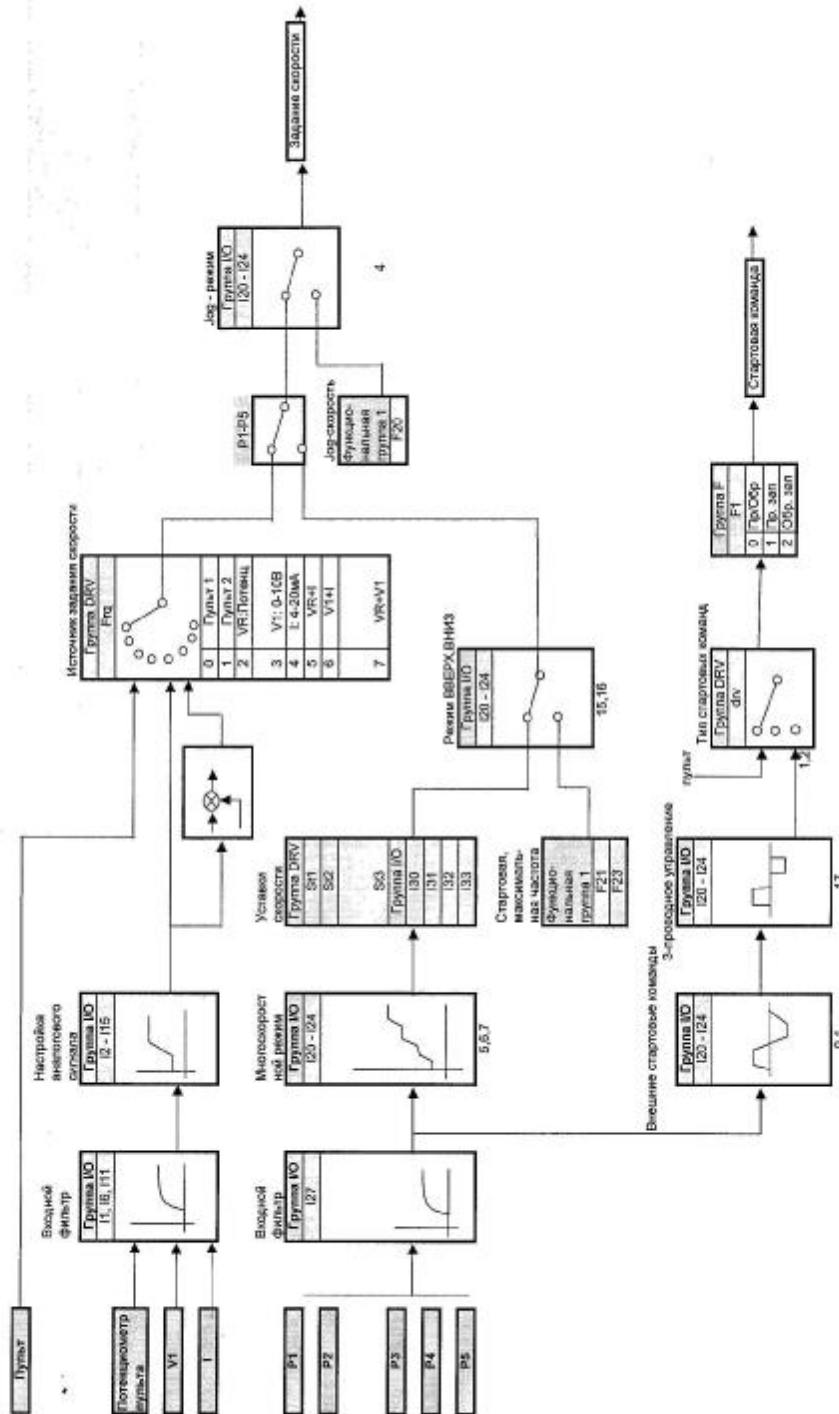 Пульт
Потенциометр
пульта
V1
I
Входной
фильтр
Группа I/O
I1, I6, I11
Настройка
аналогового
сигнала
Группа I/O
I2 - I15
Источник задания скорости
Группа DRV
Frq
0 Пульт 1
1 Пульт 2
2 VR:Потенц
3 V1: 0-10В
4 I: 4-20мА
5 VR+I
6 V1+I
7 VR+V1
P1-P5
Jog - режим
Группа I/O
I20 - I24
4
Jog-скорость
Функцио-
нальная
группа 1
F20
Задание скорости
P1
P2
P3
P4
P5
Входной
фильтр
Группа I/O
I27
Многоскорост
ной режим
Группа I/O
I20 - I24
5,6,7
Уставки
скорости
Группа DRV
St1
St2
St3
Группа I/O
I30
I31
I32
I33
Стартовая,
максималь-
ная частота
Функцио-
нальная
группа 1
F21
F23
Режим ВВЕРХ,ВНИЗ
Группа I/O
I20 - I24
15,16
Внешние стартовые команды
Группа I/O
I20 - I24
3-проводное управление
Группа I/O
I20 - I24
17
пульт
1,2
Тип стартовых команд
Группа DRV
drv
Группа F
F1
0 Пр/Обр
1 Пр. зап
2 Обр. зап
Стартовая команда